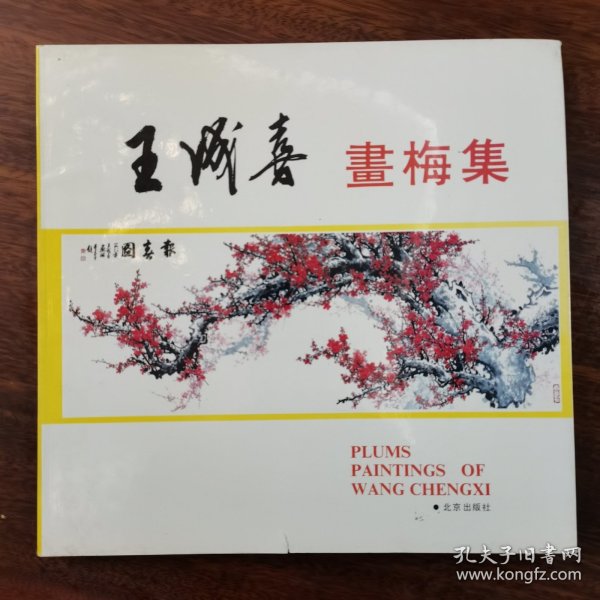 王成喜 畫梅集
報春圖
PLUMS
PAINTINGS OF
WANG CHENGXI
●北京出版社
孔夫子旧书网
www.kongfz.com